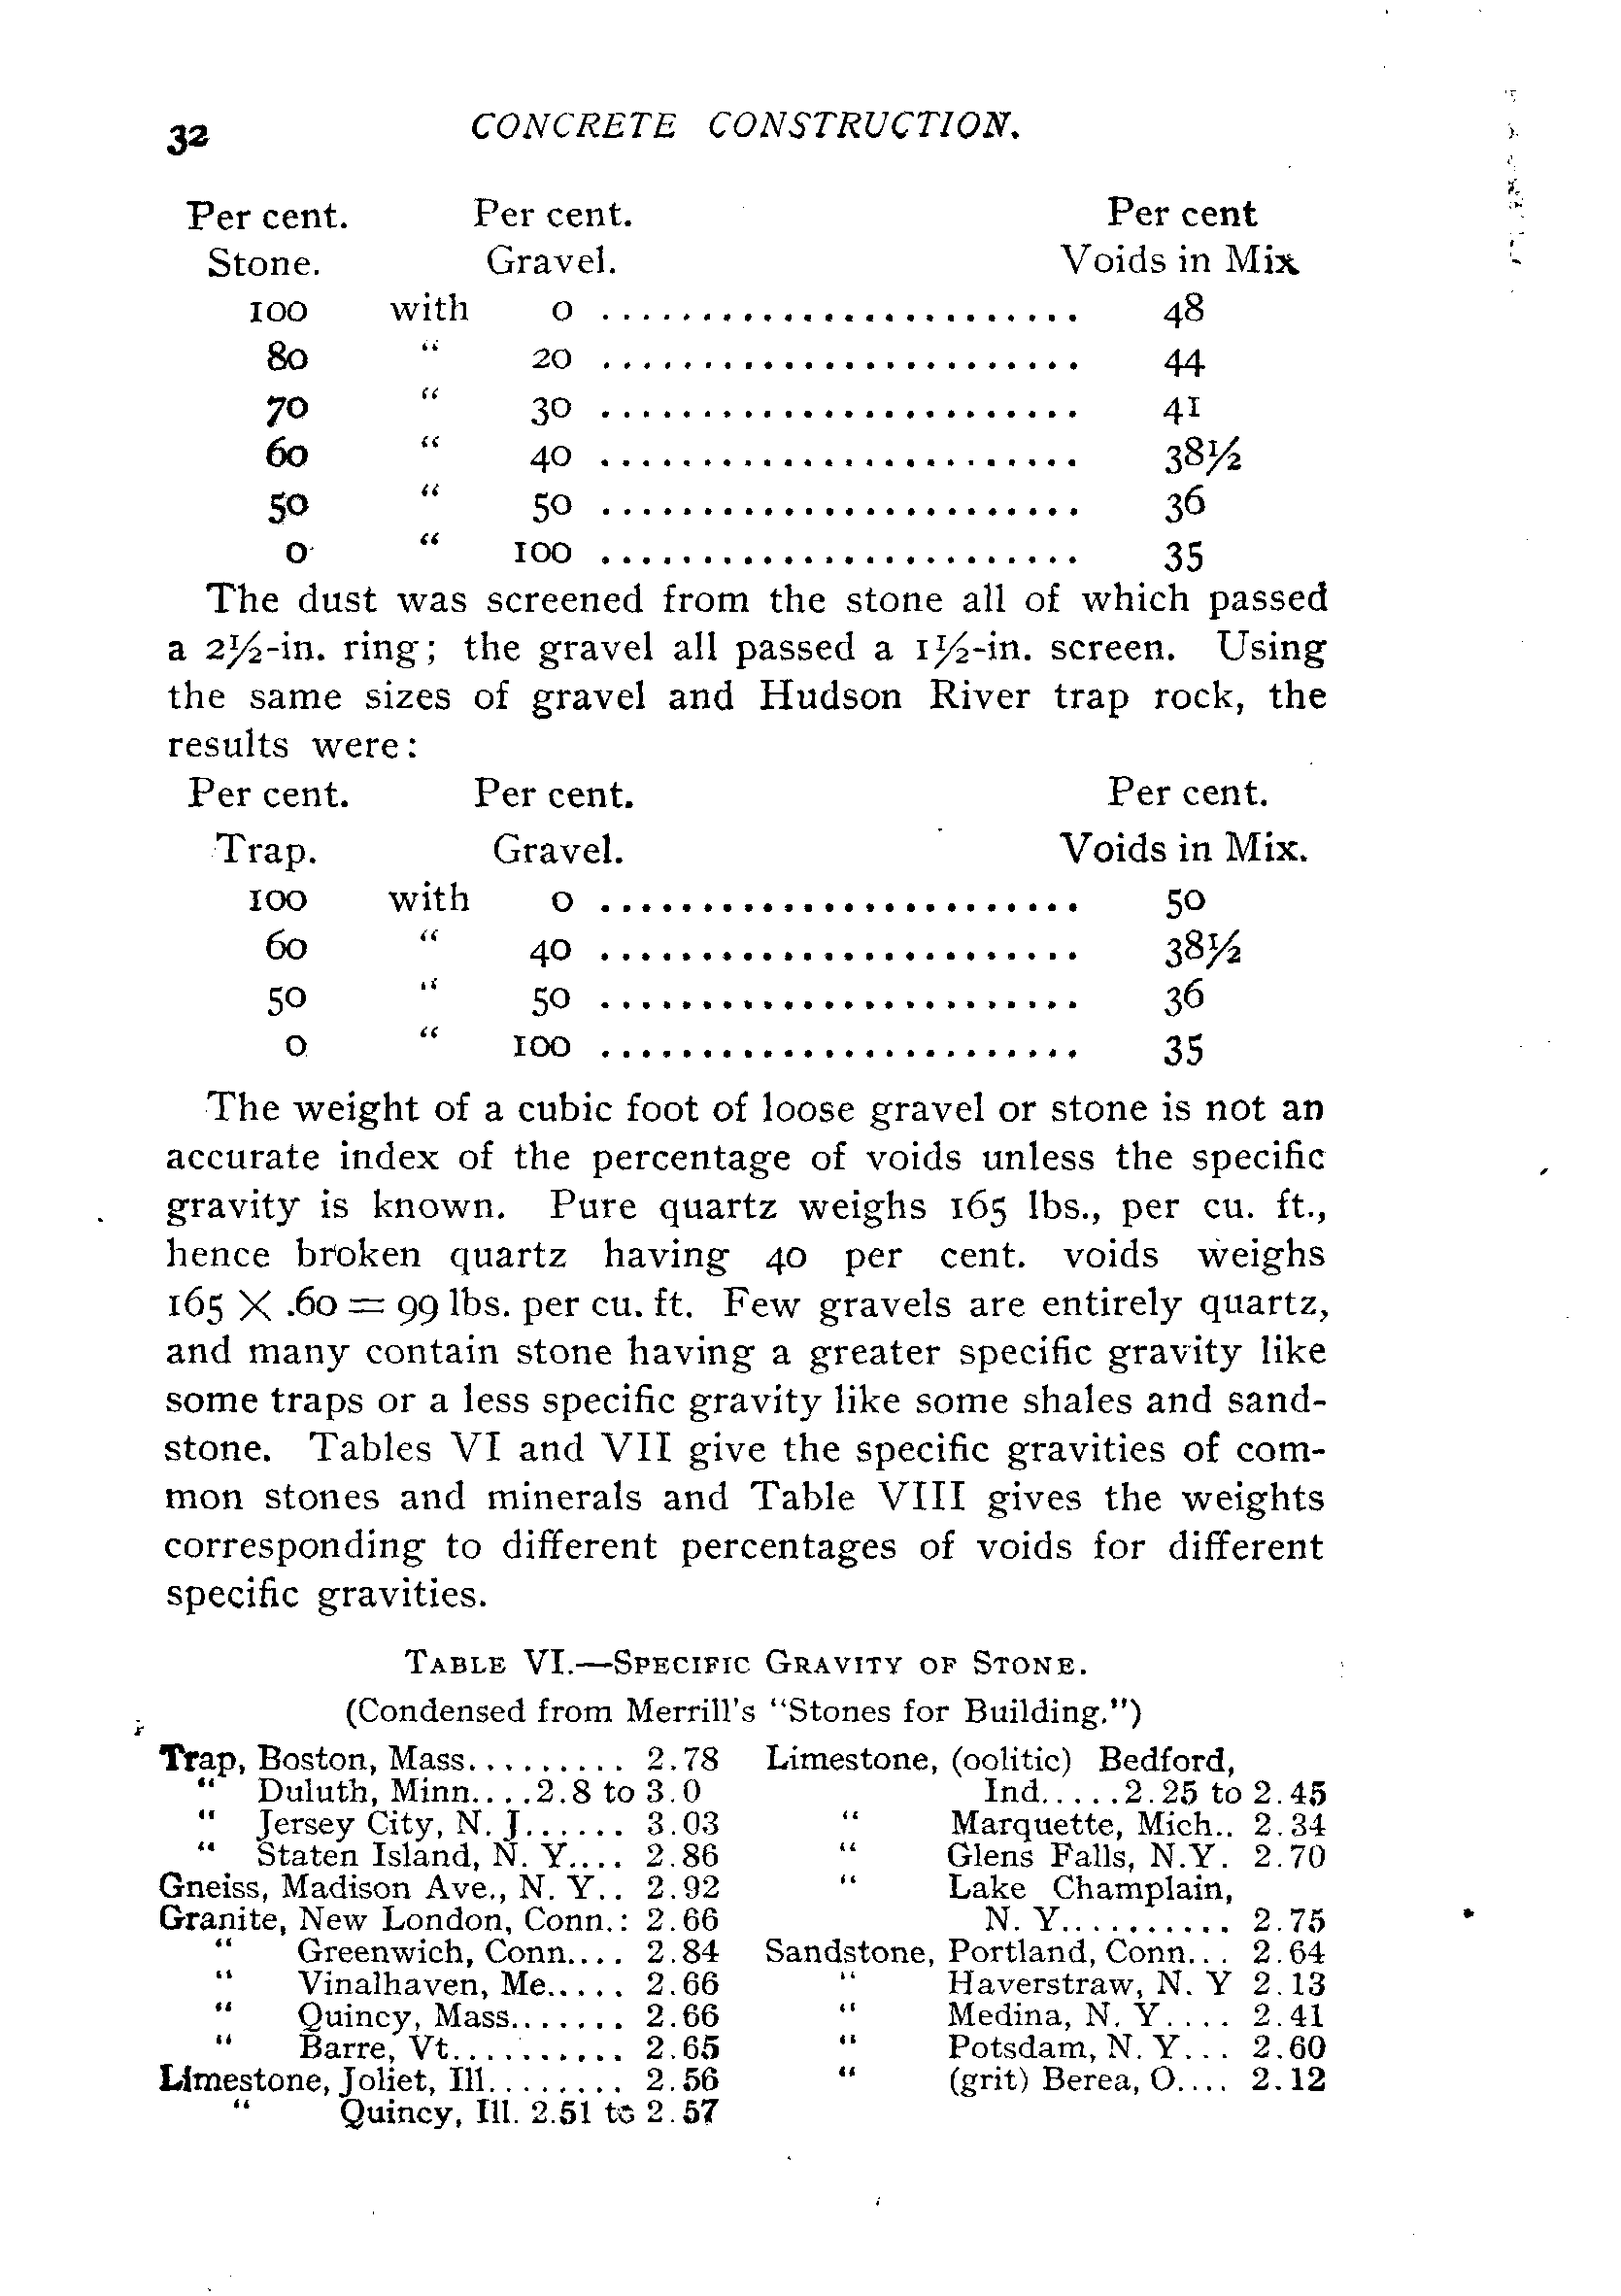 32 CONCRETE CONSTRUCTION.
Per cent. Per cent. Per cent
Stone. Gravel. Voids in Mix
100 with 0 ........................ 48
80 " 20 ........................ 44
70 " 30 ........................ 41
60 " 40 ........................ 38½
50 " 50 ........................ 36
0 " 100 ........................ 35
The dust was screened from the stone all of which passed
a 2½-in. ring; the gravel all passed a 1½-in. screen. Using
the same sizes of gravel and Hudson River trap rock, the
results were:
Per cent. Per cent. Per cent.
Trap. Gravel. Voids in Mix.
100 with 0 ........................ 50
60 " 40 ........................ 38½
50 " 50 ........................ 36
0 " 100 ........................ 35
The weight of a cubic foot of loose gravel or stone is not an
accurate index of the percentage of voids unless the specific
gravity is known. Pure quartz weighs 165 lbs., per cu. ft.,
hence broken quartz having 40 per cent. voids weighs
165 X .60 = 99 lbs. per cu. ft. Few gravels are entirely quartz,
and many contain stone having a greater specific gravity like
some traps or a less specific gravity like some shales and sand-
stone. Tables VI and VII give the specific gravities of com-
mon stones and minerals and Table VIII gives the weights
corresponding to different percentages of voids for different
specific gravities.
TABLE VI.—SPECIFIC GRAVITY OF STONE.
(Condensed from Merrill's "Stones for Building.")
Trap, Boston, Mass......... 2.78
" Duluth, Minn....2.8 to 3.0
" Jersey City, N. J...... 3.03
" Staten Island, N. Y.... 2.86
Gneiss, Madison Ave., N. Y.. 2.92
Granite, New London, Conn.: 2.66
" Greenwich, Conn.... 2.84
" Vinalhaven, Me..... 2.66
" Quincy, Mass....... 2.66
" Barre, Vt.......... 2.65
Limestone, Joliet, Ill........ 2.56
" Quincy, Ill. 2.51 to 2.57
Limestone, (oolitic) Bedford,
Ind.....2.25 to 2.45
" Marquette, Mich.. 2.34
" Glens Falls, N.Y. 2.70
" Lake Champlain,
N. Y.......... 2.75
Sandstone, Portland, Conn... 2.64
" Haverstraw, N. Y 2.13
" Medina, N. Y.... 2.41
" Potsdam, N. Y... 2.60
" (grit) Berea, O.... 2.12